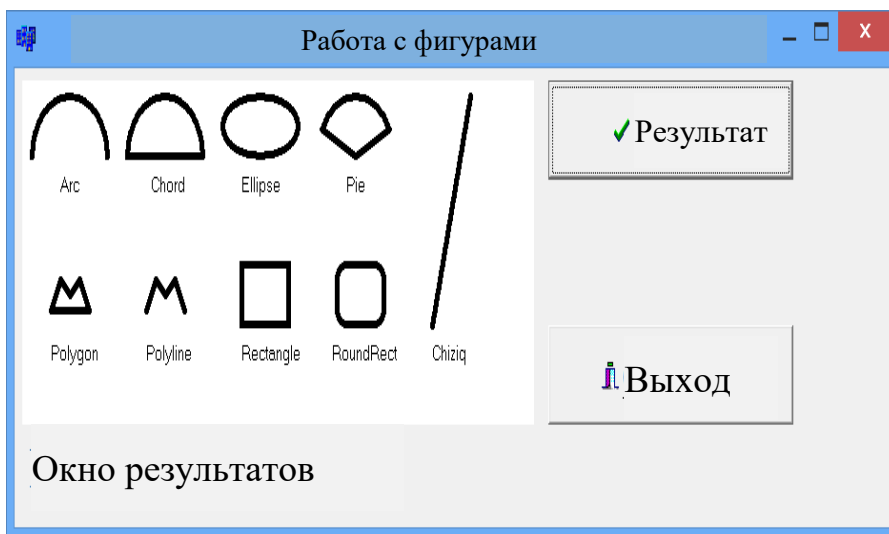 Работа с фигурами
X
Результат
Arc Chord Ellipse Pie
Polygon Polyline Rectangle RoundRect Chiziq
Выход
Окно результатов